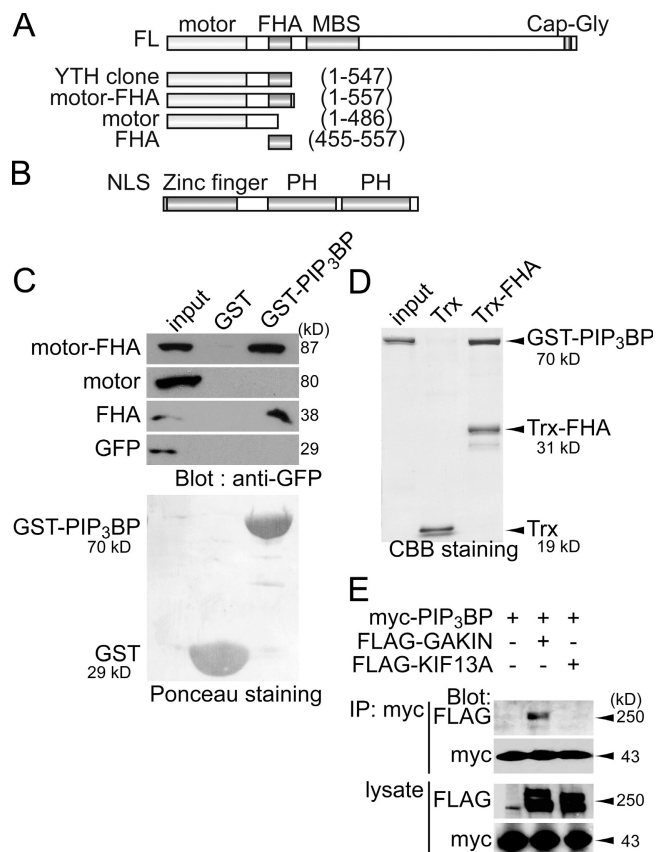 A
motor FHA MBS Cap-Gly
FL
YTH clone (1-547)
motor-FHA (1-557)
motor (1-486)
FHA (455-557)
B
NLS Zinc finger PH PH
C
input GST GST-PIP₃BP
(kD)
motor-FHA 87
motor 80
FHA 38
GFP 29
Blot : anti-GFP
GST-PIP₃BP
70 kD
GST
29 kD
Ponceau staining
D
input Trx Trx-FHA
GST-PIP₃BP
70 kD
Trx-FHA
31 kD
Trx
19 kD
CBB staining
E
myc-PIP₃BP + + +
FLAG-GAKIN - + -
FLAG-KIF13A - - +
Blot: (kD)
IP: myc FLAG 250
myc 43
lysate FLAG 250
myc 43